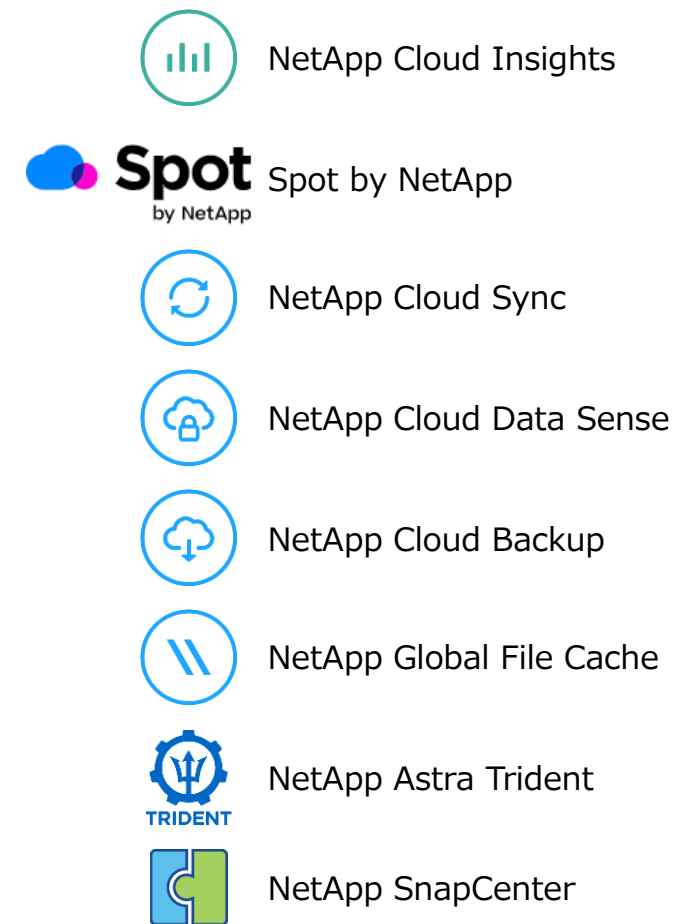 NetApp Cloud Insights
Spot
by NetApp
Spot by NetApp
NetApp Cloud Sync
NetApp Cloud Data Sense
NetApp Cloud Backup
NetApp Global File Cache
TRIDENT
NetApp Astra Trident
NetApp SnapCenter